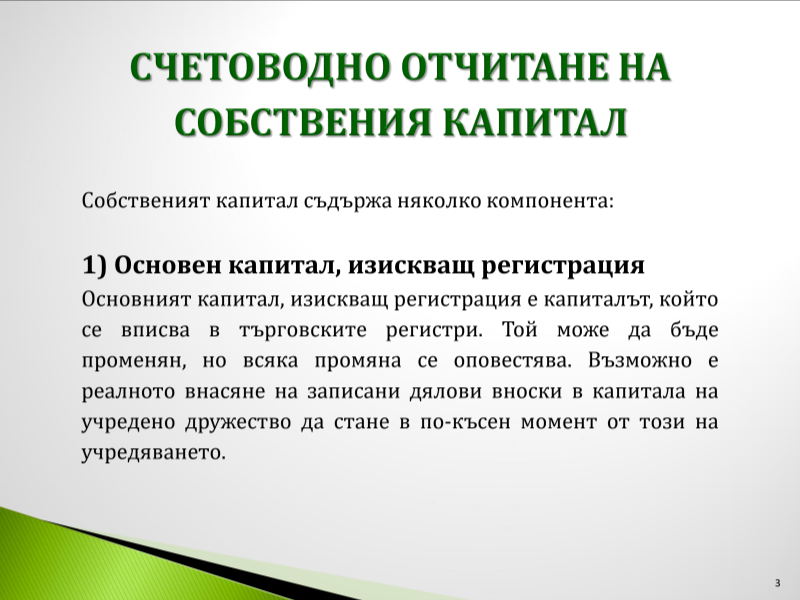 СЧЕТОВОДНО ОТЧИТАНЕ НА
СОБСТВЕНИЯ КАПИТАЛ
Собственият капитал съдържа няколко компонента:
1) Основен капитал, изискващ регистрация
Основният капитал, изискващ регистрация е капиталът, който
се вписва в търговските регистри. Той може да бъде
променян, но всяка промяна се оповестява. Възможно е
реалното внасяне на записани дялови вноски в капитала на
учредено дружество да стане в по-късен момент от този на
учредяването.
3